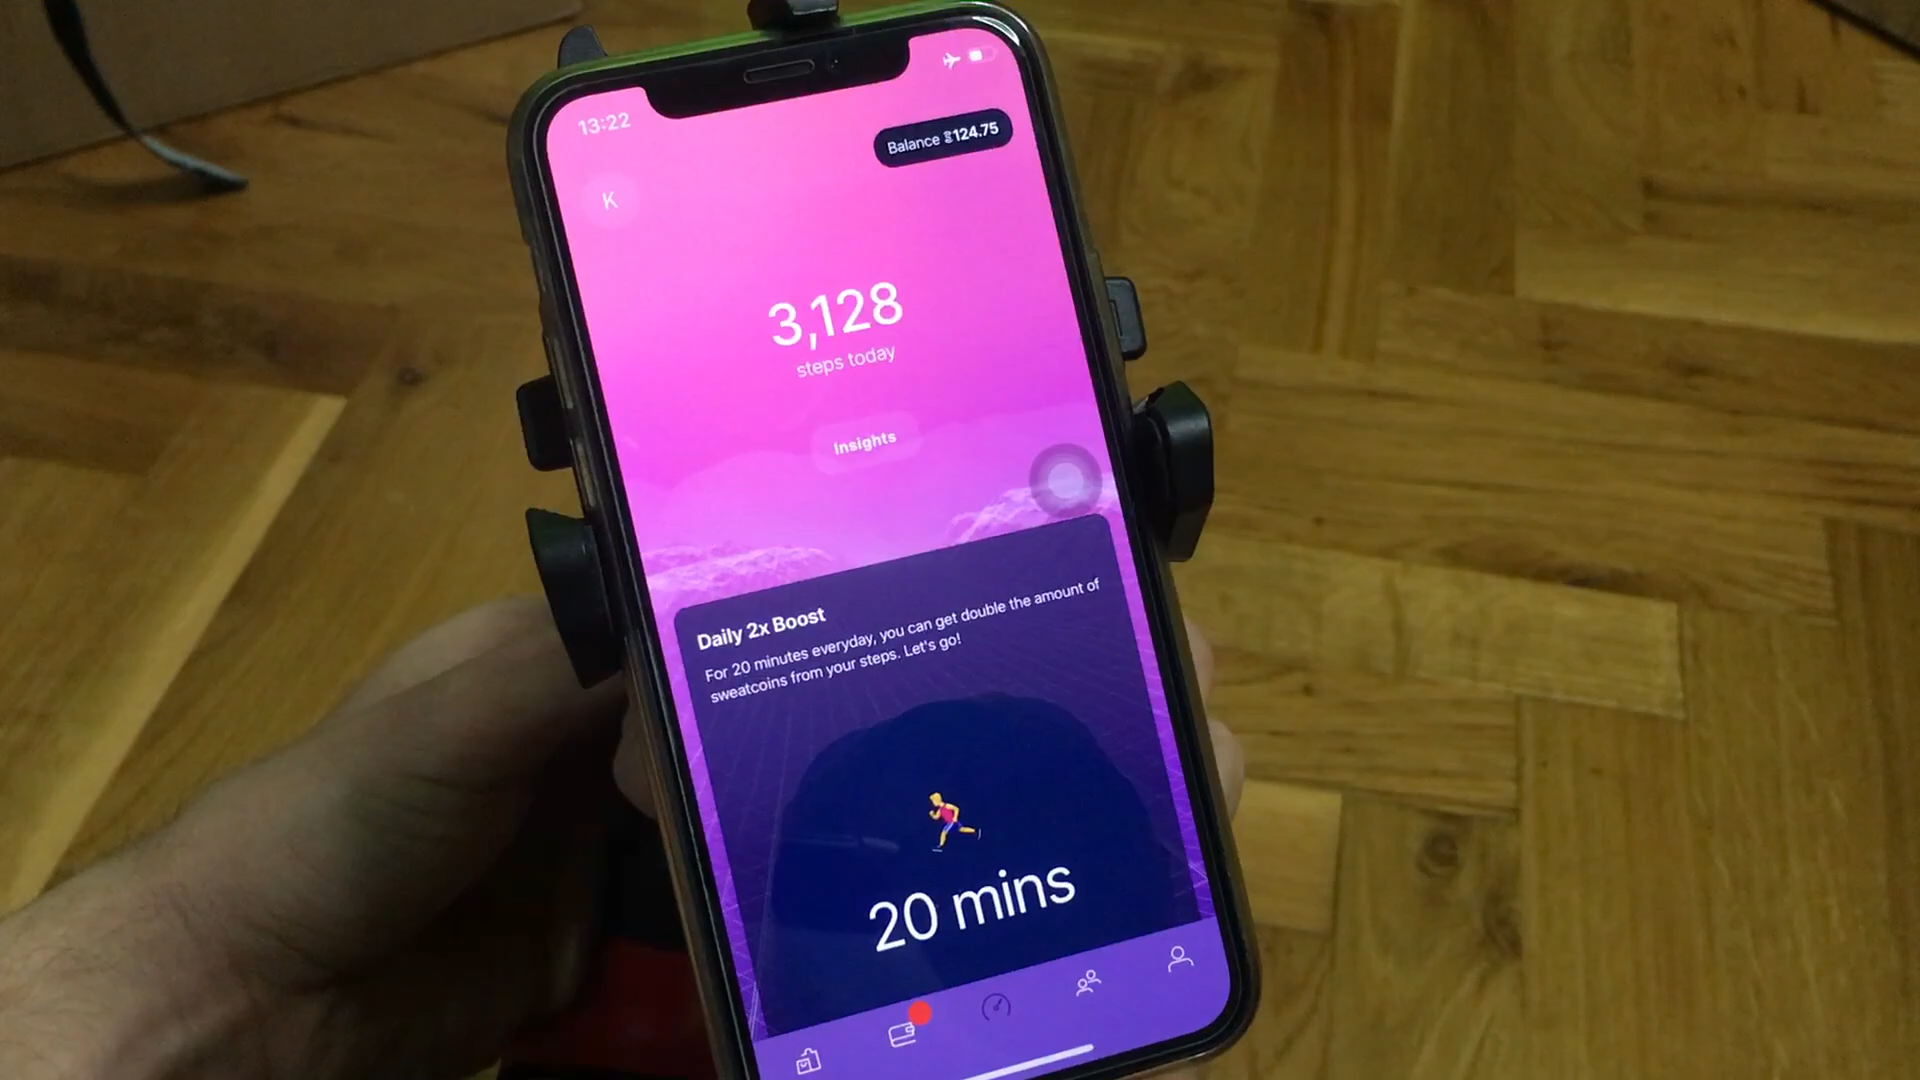 13:22
Balance 124.75
K
3,128
steps today
Insights
Daily 2x Boost
For 20 minutes everyday, you can get double the amount of
sweatcoins from your steps. Let's go!
20 mins